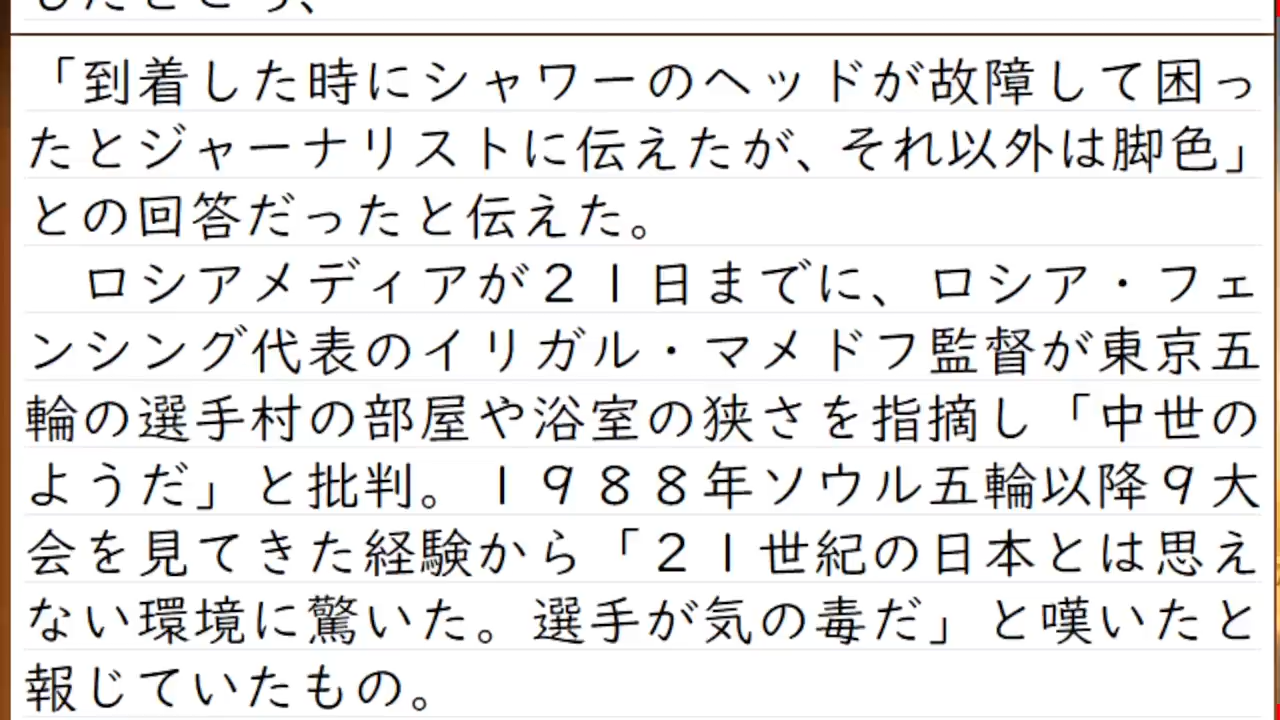 「到着した時にシャワーのヘッドが故障して困っ
たとジャーナリストに伝えたが、それ以外は脚色」
との回答だったと伝えた。
　ロシアメディアが２１日までに、ロシア・フェ
ンシング代表のイリガル・マメドフ監督が東京五
輪の選手村の部屋や浴室の狭さを指摘し「中世の
ようだ」と批判。１９８８年ソウル五輪以降９大
会を見てきた経験から「２１世紀の日本とは思え
ない環境に驚いた。選手が気の毒だ」と嘆いたと
報じていたもの。